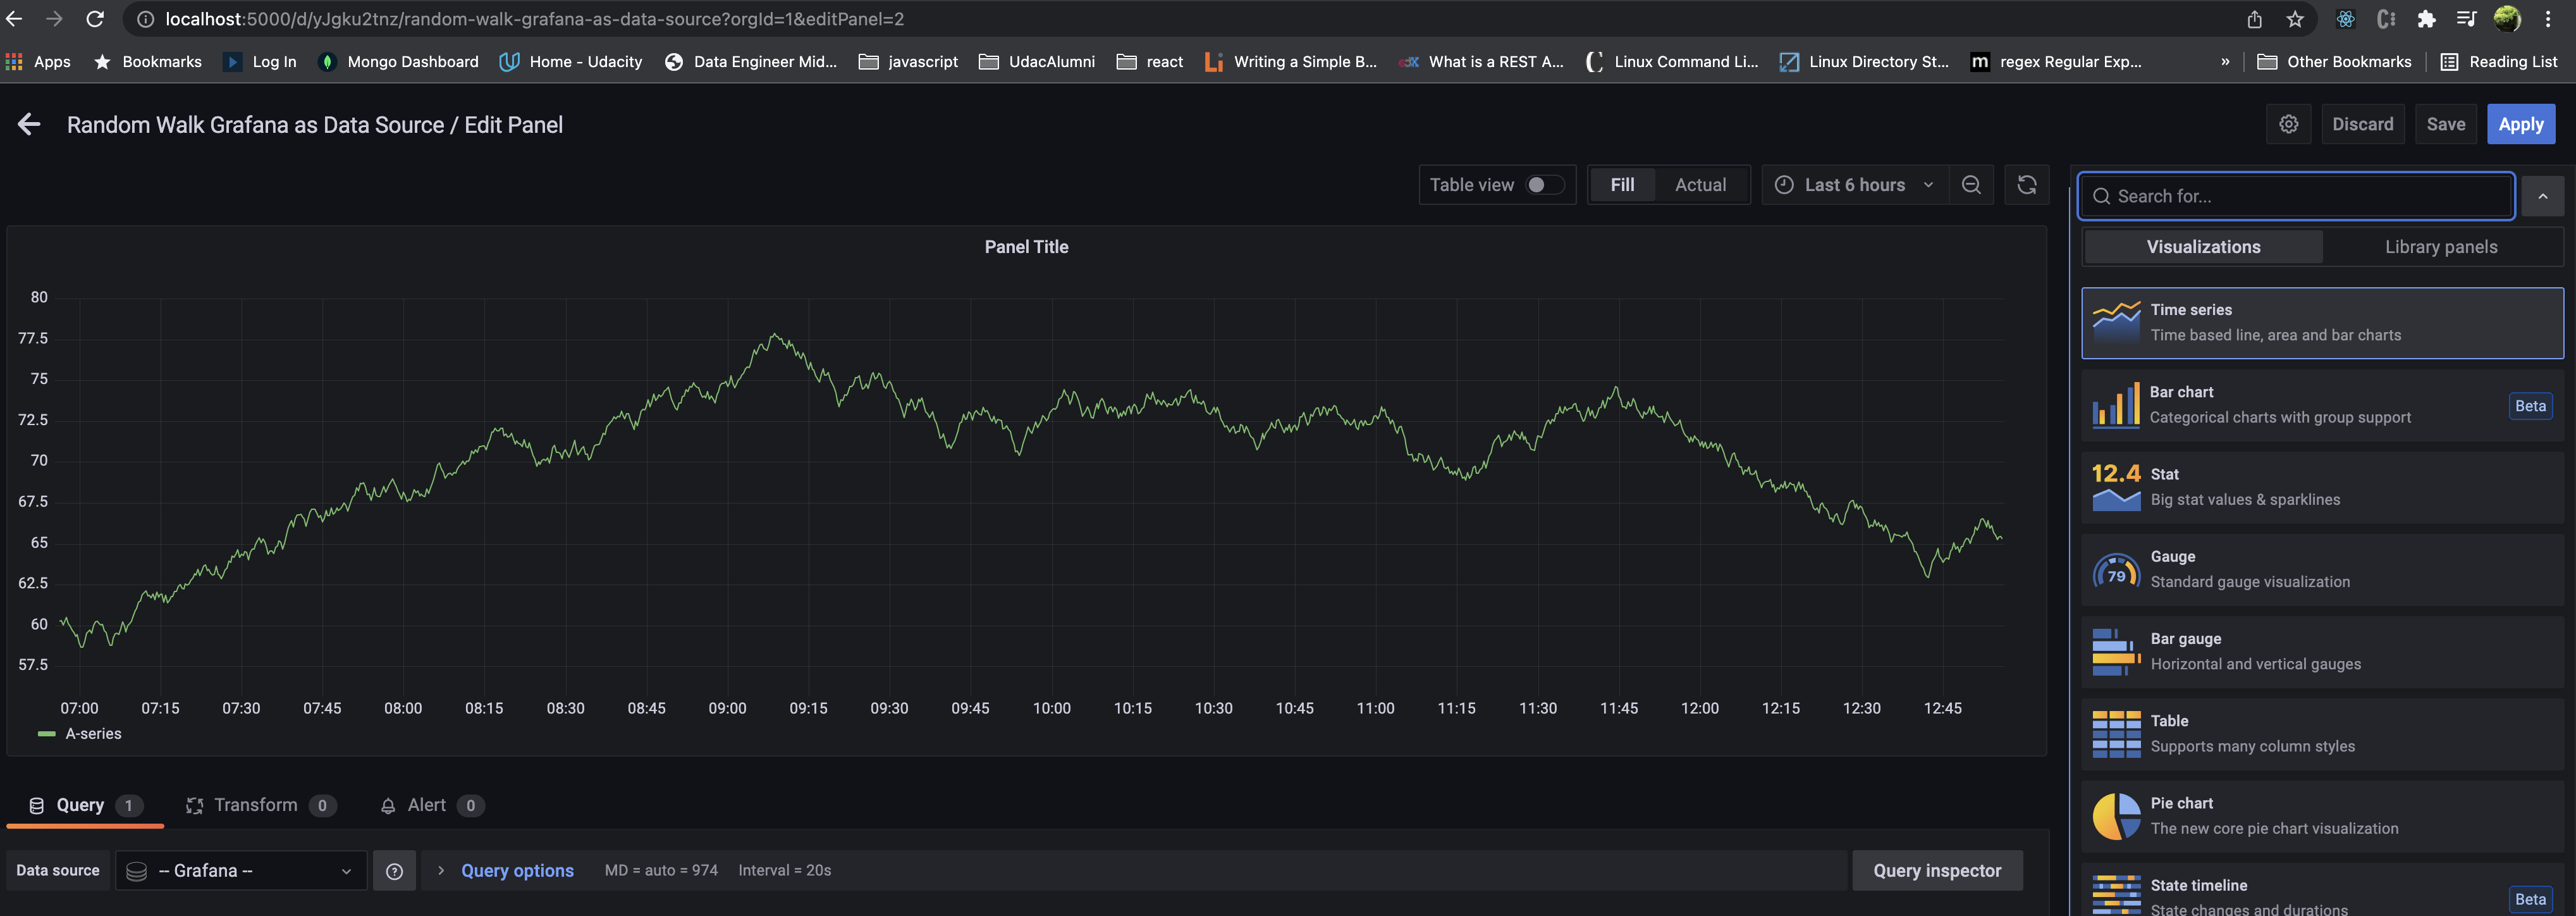 localhost:5000/d/yJgku2tnz/random-walk-grafana-as-data-source?orgId=1&editPanel=2
Apps Bookmarks Log In Mongo Dashboard Home - Udacity Data Engineer Mid... javascript UdacAlumni react Writing a Simple B... What is a REST A... Linux Command Li... Linux Directory St... m regex Regular Exp... » Other Bookmarks Reading List
Random Walk Grafana as Data Source / Edit Panel
Discard Save Apply
Table view Fill Actual Last 6 hours
Search for...
Panel Title
Visualizations Library panels
80
77.5
75
72.5
70
67.5
65
62.5
60
57.5
07:00 07:15 07:30 07:45 08:00 08:15 08:30 08:45 09:00 09:15 09:30 09:45 10:00 10:15 10:30 10:45 11:00 11:15 11:30 11:45 12:00 12:15 12:30 12:45
A-series
Time series
Time based line, area and bar charts
Bar chart
Categorical charts with group support
Beta
12.4 Stat
Big stat values & sparklines
Gauge
79
Standard gauge visualization
Bar gauge
Horizontal and vertical gauges
Table
Supports many column styles
Pie chart
The new core pie chart visualization
State timeline
State changes and durations
Beta
Query 1 Transform 0 Alert 0
Data source -- Grafana -- Query options MD = auto = 974 Interval = 20s Query inspector